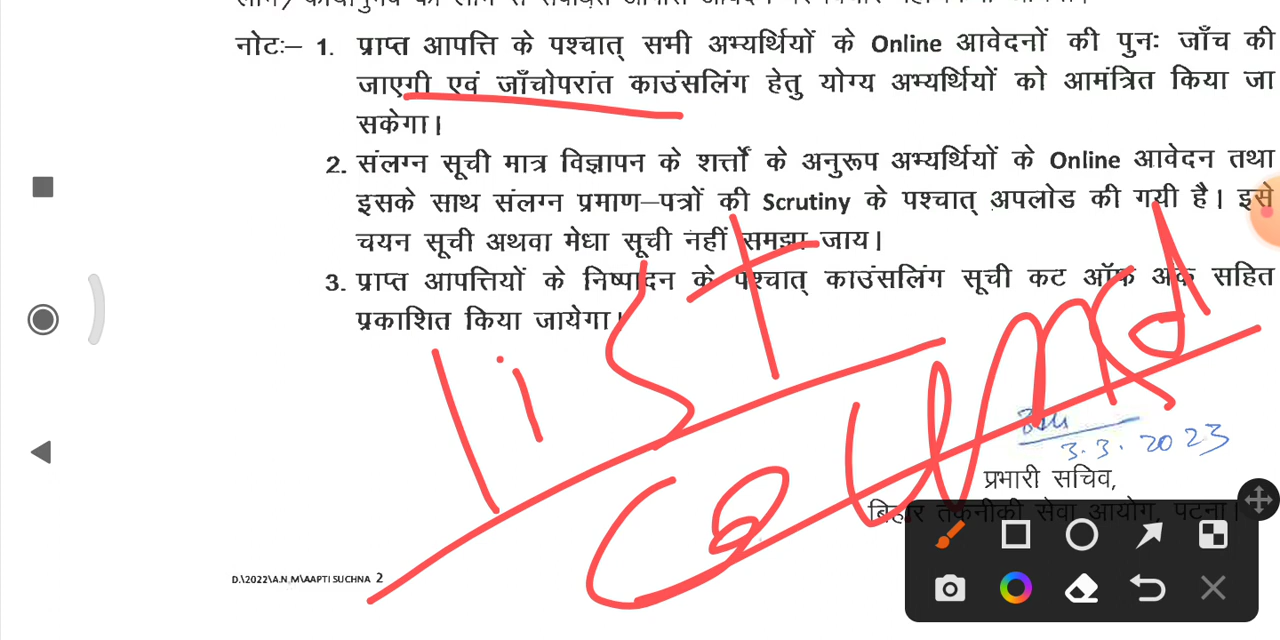 नोटः– 1. प्राप्त आपत्ति के पश्चात् सभी अभ्यर्थियों के Online आवेदनों की पुनः जाँच की
जाएगी एवं जाँचोपरांत काउंसलिंग हेतु योग्य अभ्यर्थियों को आमंत्रित किया जा
सकेगा।
2. संलग्न सूची मात्र विज्ञापन के शर्त्तों के अनुरूप अभ्यर्थियों के Online आवेदन तथा
इसके साथ संलग्न प्रमाण–पत्रों की Scrutiny के पश्चात् अपलोड की गयी है। इसे
चयन सूची अथवा मेधा सूची नहीं समझा जाय।
3. प्राप्त आपत्तियों के निष्पादन के पश्चात् काउंसलिंग सूची कट ऑफ अंक सहित
प्रकाशित किया जायेगा।
list
3.3.2023
प्रभारी सचिव,
बिहार तकनीकी सेवा आयोग, पटना।
D.\2022\A.N.M\AAPTI SUCHNA 2